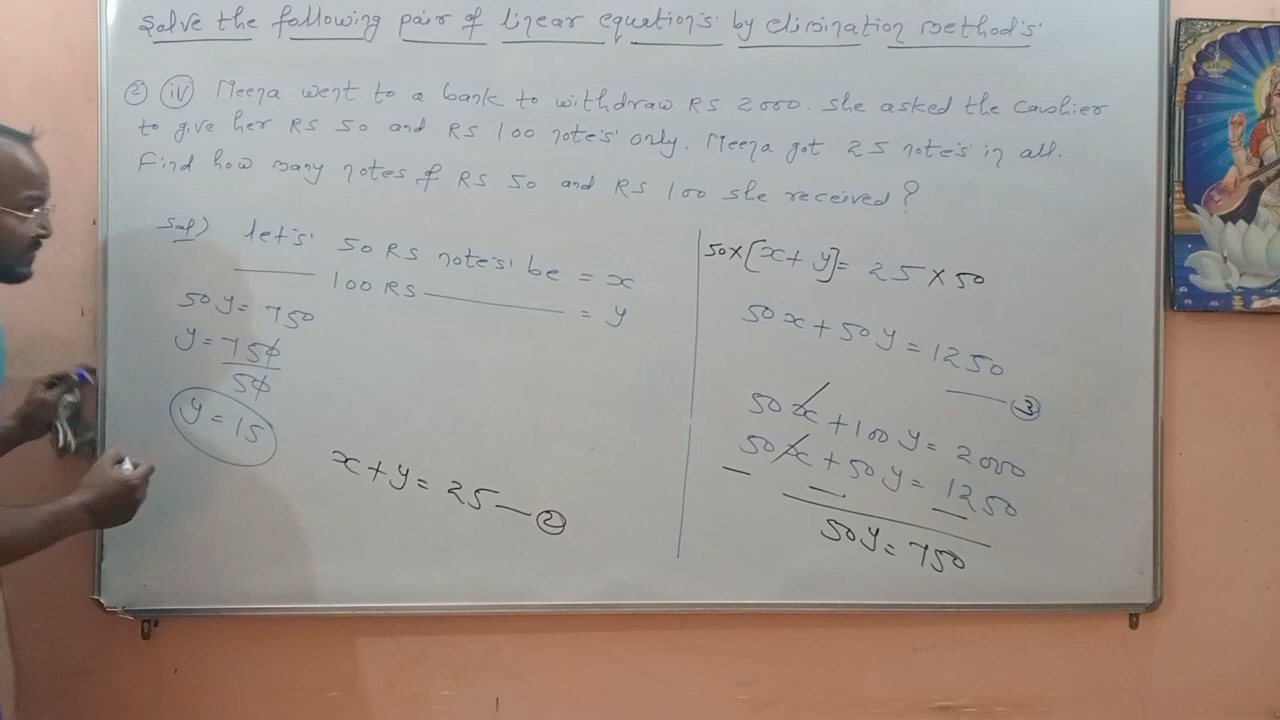 Solve the following pair of linear equations by elimination methods
② iv) Meena went to a bank to withdraw RS 2000. She asked the cashier
to give her RS 50 and RS 100 notes only. Meena got 25 notes in all.
Find how many notes of RS 50 and RS 100 she received?
Sol) let's 50 RS notes be = x
100 RS = y
50y = 750
y = 750
50
y = 15
x + y = 25 — ②
50×[x + y] = 25 × 50
50x + 50y = 1250
— ③
50x + 100y = 2000
50x + 50y = 1250
— — —
50y = 750